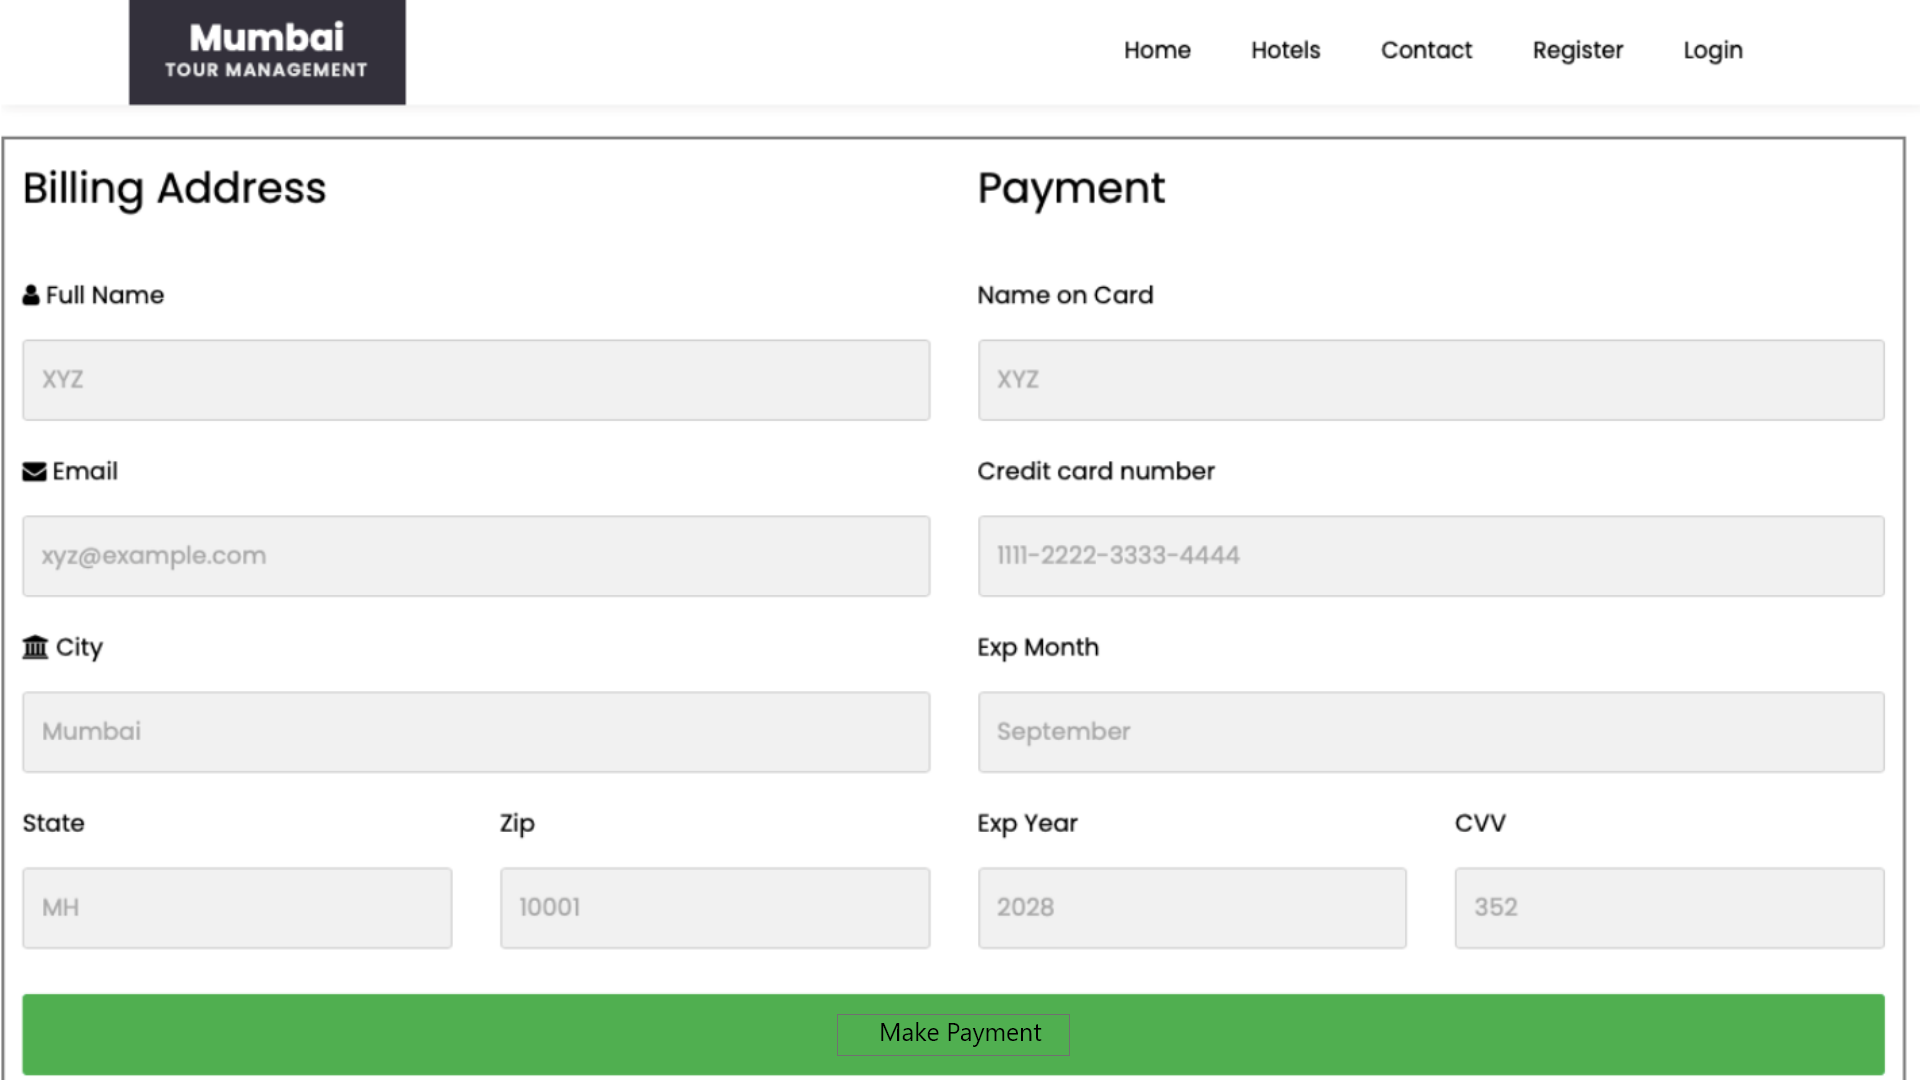 Mumbai
TOUR MANAGEMENT
Home Hotels Contact Register Login
Billing Address
Payment
Full Name
Name on Card
XYZ
XYZ
Email
Credit card number
xyz@example.com
1111-2222-3333-4444
City
Exp Month
Mumbai
September
State
Zip
Exp Year
CVV
MH
10001
2028
352
Make Payment